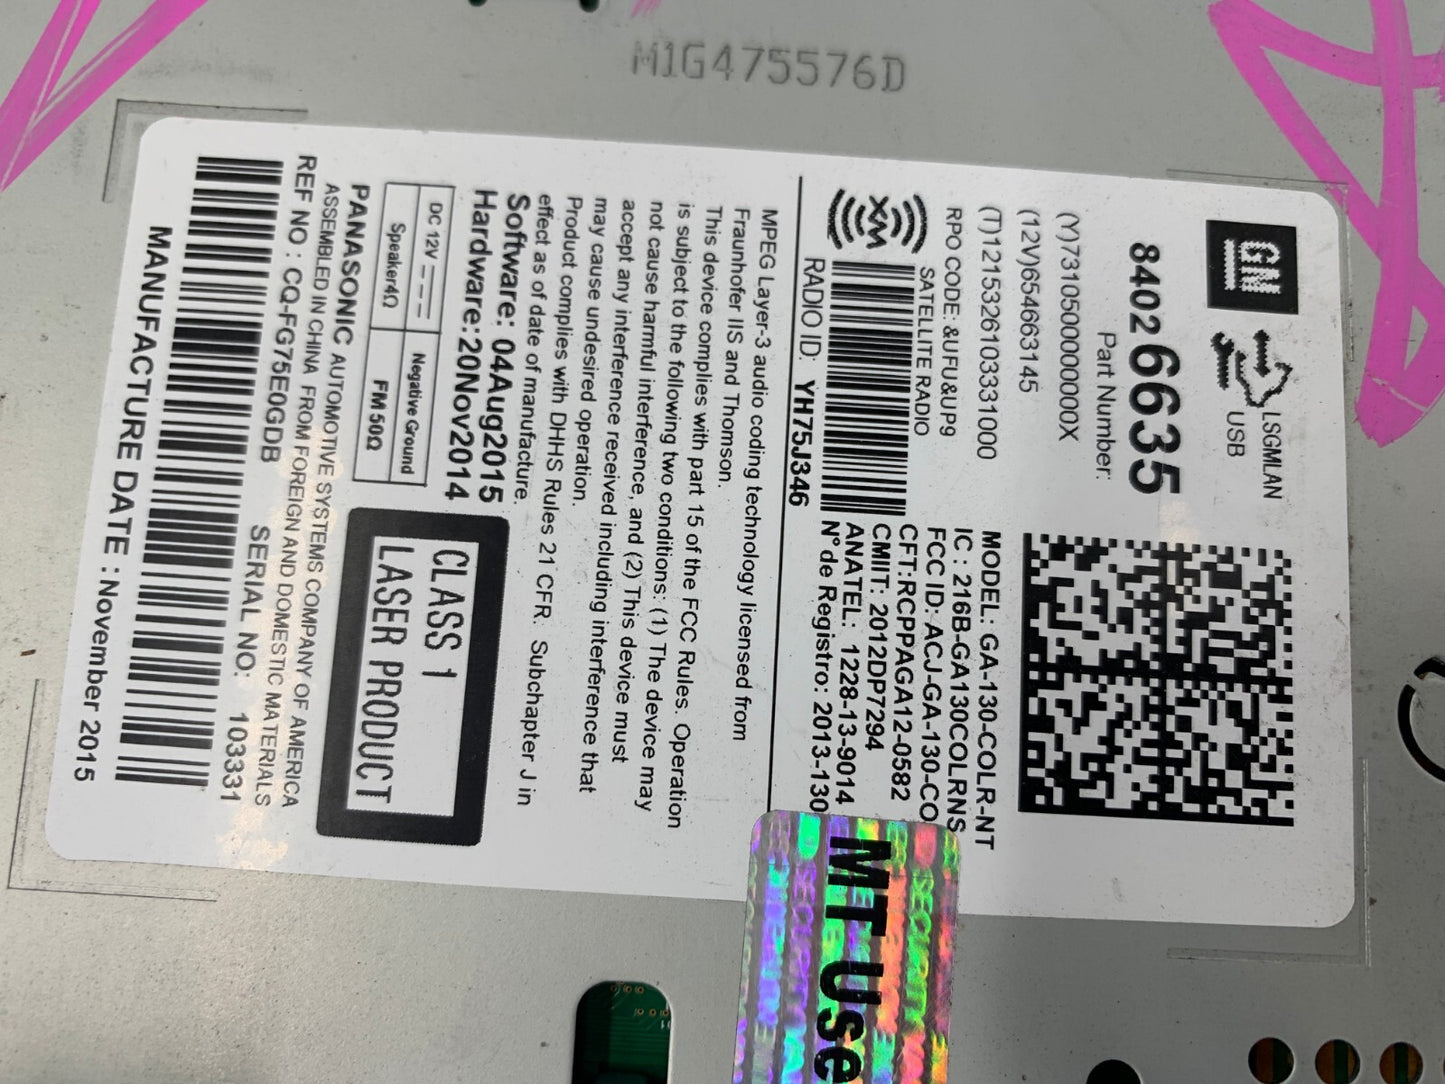 M1G475576D
GM
LSGMLAN
USB
84026635
Part Number:
(Y)7310500000000X
(12V)654663145
(T)1215326103331000
RPO CODE: &UFU&UP9
SATELLITE RADIO
XM
RADIO ID: YH75J346
MODEL: GA-130-COLR-NT
IC : 216B-GA130COLRNS
FCC ID: ACJ-GA-130-CO
CFT:RCPPAGA12-0582
CMIIT: 2012DP7294
ANATEL: 1228-13-9014
N° de Registro: 2013-130
MPEG Layer-3 audio coding technology licensed from
Fraunhofer IIS and Thomson.
This device complies with part 15 of the FCC Rules. Operation
is subject to the following two conditions: (1) The device may
not cause harmful interference, and (2) This device must
accept any interference received including interference that
may cause undesired operation.
Product complies with DHHS Rules 21 CFR. Subchapter J in
effect as of date of manufacture.
Software: 04Aug2015
Hardware:20Nov2014
DC 12V Negative Ground
Speaker4Ω FM 50Ω
CLASS 1
LASER PRODUCT
PANASONIC AUTOMOTIVE SYSTEMS COMPANY OF AMERICA
ASSEMBLED IN CHINA FROM FOREIGN AND DOMESTIC MATERIALS
REF NO : CQ-FG75E0GDB SERIAL NO: 103331
MANUFACTURE DATE : November 2015
MT Use